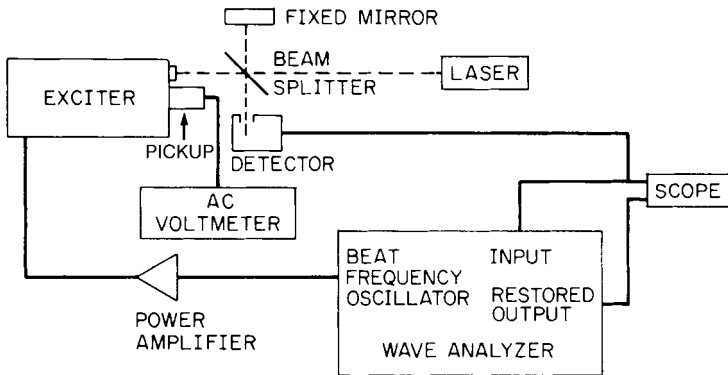 FIXED MIRROR
BEAM
SPLITTER
LASER
EXCITER
PICKUP
DETECTOR
AC
VOLTMETER
SCOPE
BEAT
FREQUENCY
OSCILLATOR
INPUT
RESTORED
OUTPUT
WAVE ANALYZER
POWER
AMPLIFIER